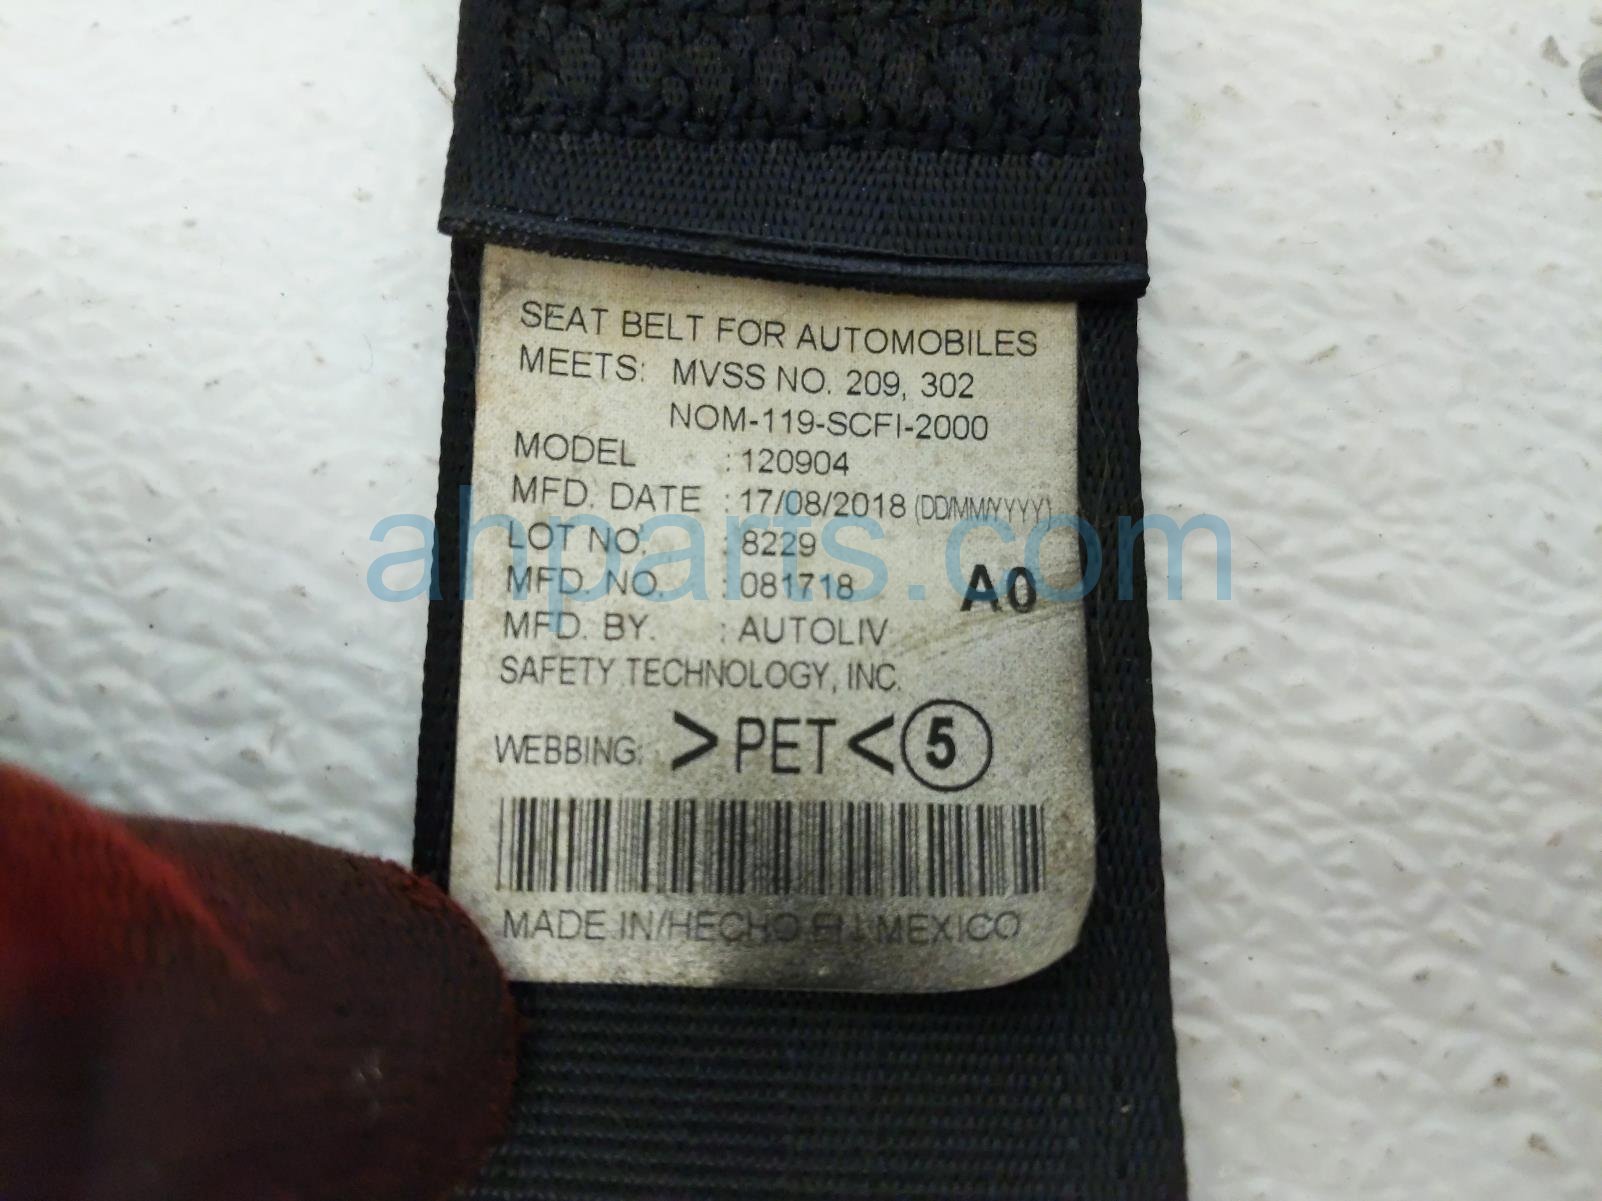 SEAT BELT FOR AUTOMOBILES
MEETS: MVSS NO. 209, 302
NOM-119-SCFI-2000
MODEL : 120904
MFD. DATE : 17/08/2018 (DD/MM/YYYY)
LOT NO. : 8229
MFD. NO. : 081718
A0
MFD. BY. : AUTOLIV
SAFETY TECHNOLOGY, INC.
WEBBING: >PET< 5
MADE IN/HECHO EN MEXICO
ahparts.com